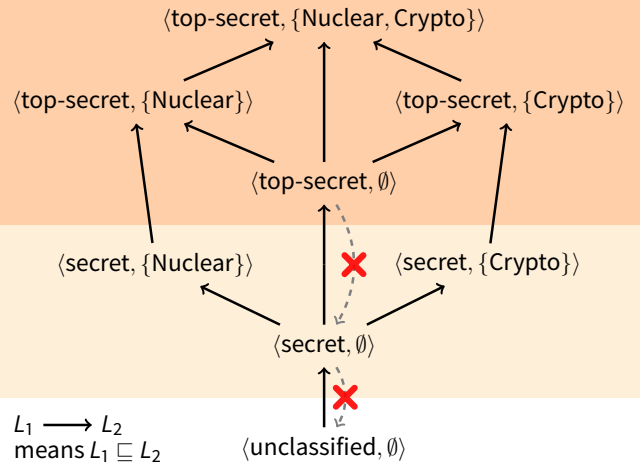 ⟨top-secret, {Nuclear, Crypto}⟩
⟨top-secret, {Nuclear}⟩
⟨top-secret, {Crypto}⟩
⟨top-secret, ∅⟩
⟨secret, {Nuclear}⟩
⟨secret, {Crypto}⟩
⟨secret, ∅⟩
L₁ ⟶ L₂
means L₁ ⊑ L₂
⟨unclassified, ∅⟩